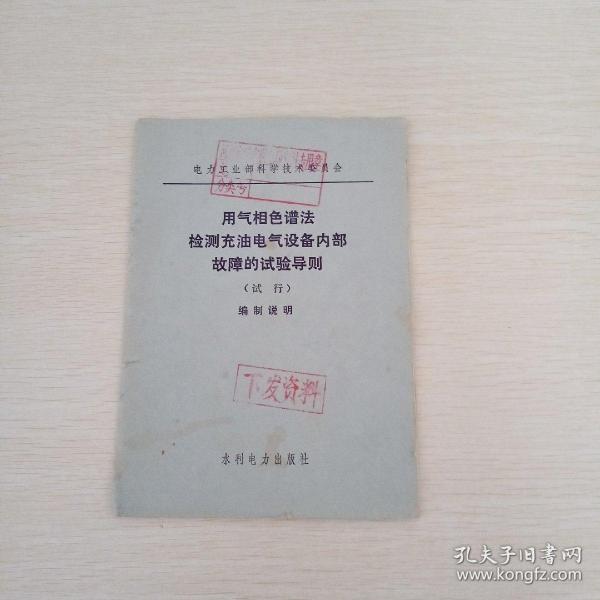 电力工业部科学技术委员会
分类号
用气相色谱法
检测充油电气设备内部
故障的试验导则
（试行）
编制说明
下发资料
水利电力出版社
孔夫子旧书网
www.kongfz.com